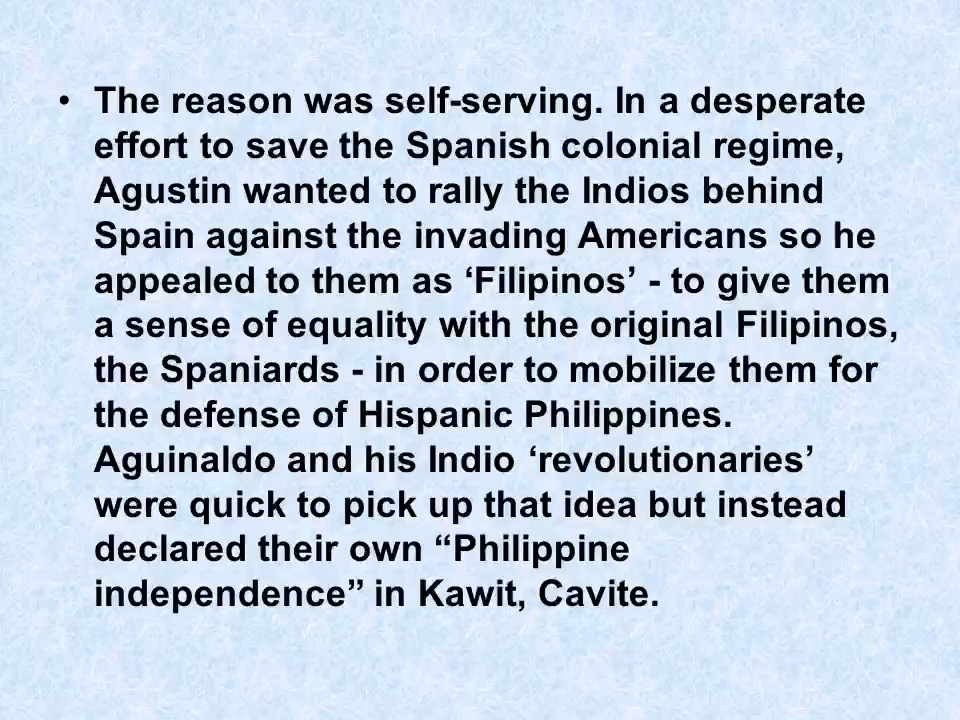 • The reason was self-serving. In a desperate
effort to save the Spanish colonial regime,
Agustin wanted to rally the Indios behind
Spain against the invading Americans so he
appealed to them as ‘Filipinos’ - to give them
a sense of equality with the original Filipinos,
the Spaniards - in order to mobilize them for
the defense of Hispanic Philippines.
Aguinaldo and his Indio ‘revolutionaries’
were quick to pick up that idea but instead
declared their own “Philippine
independence” in Kawit, Cavite.